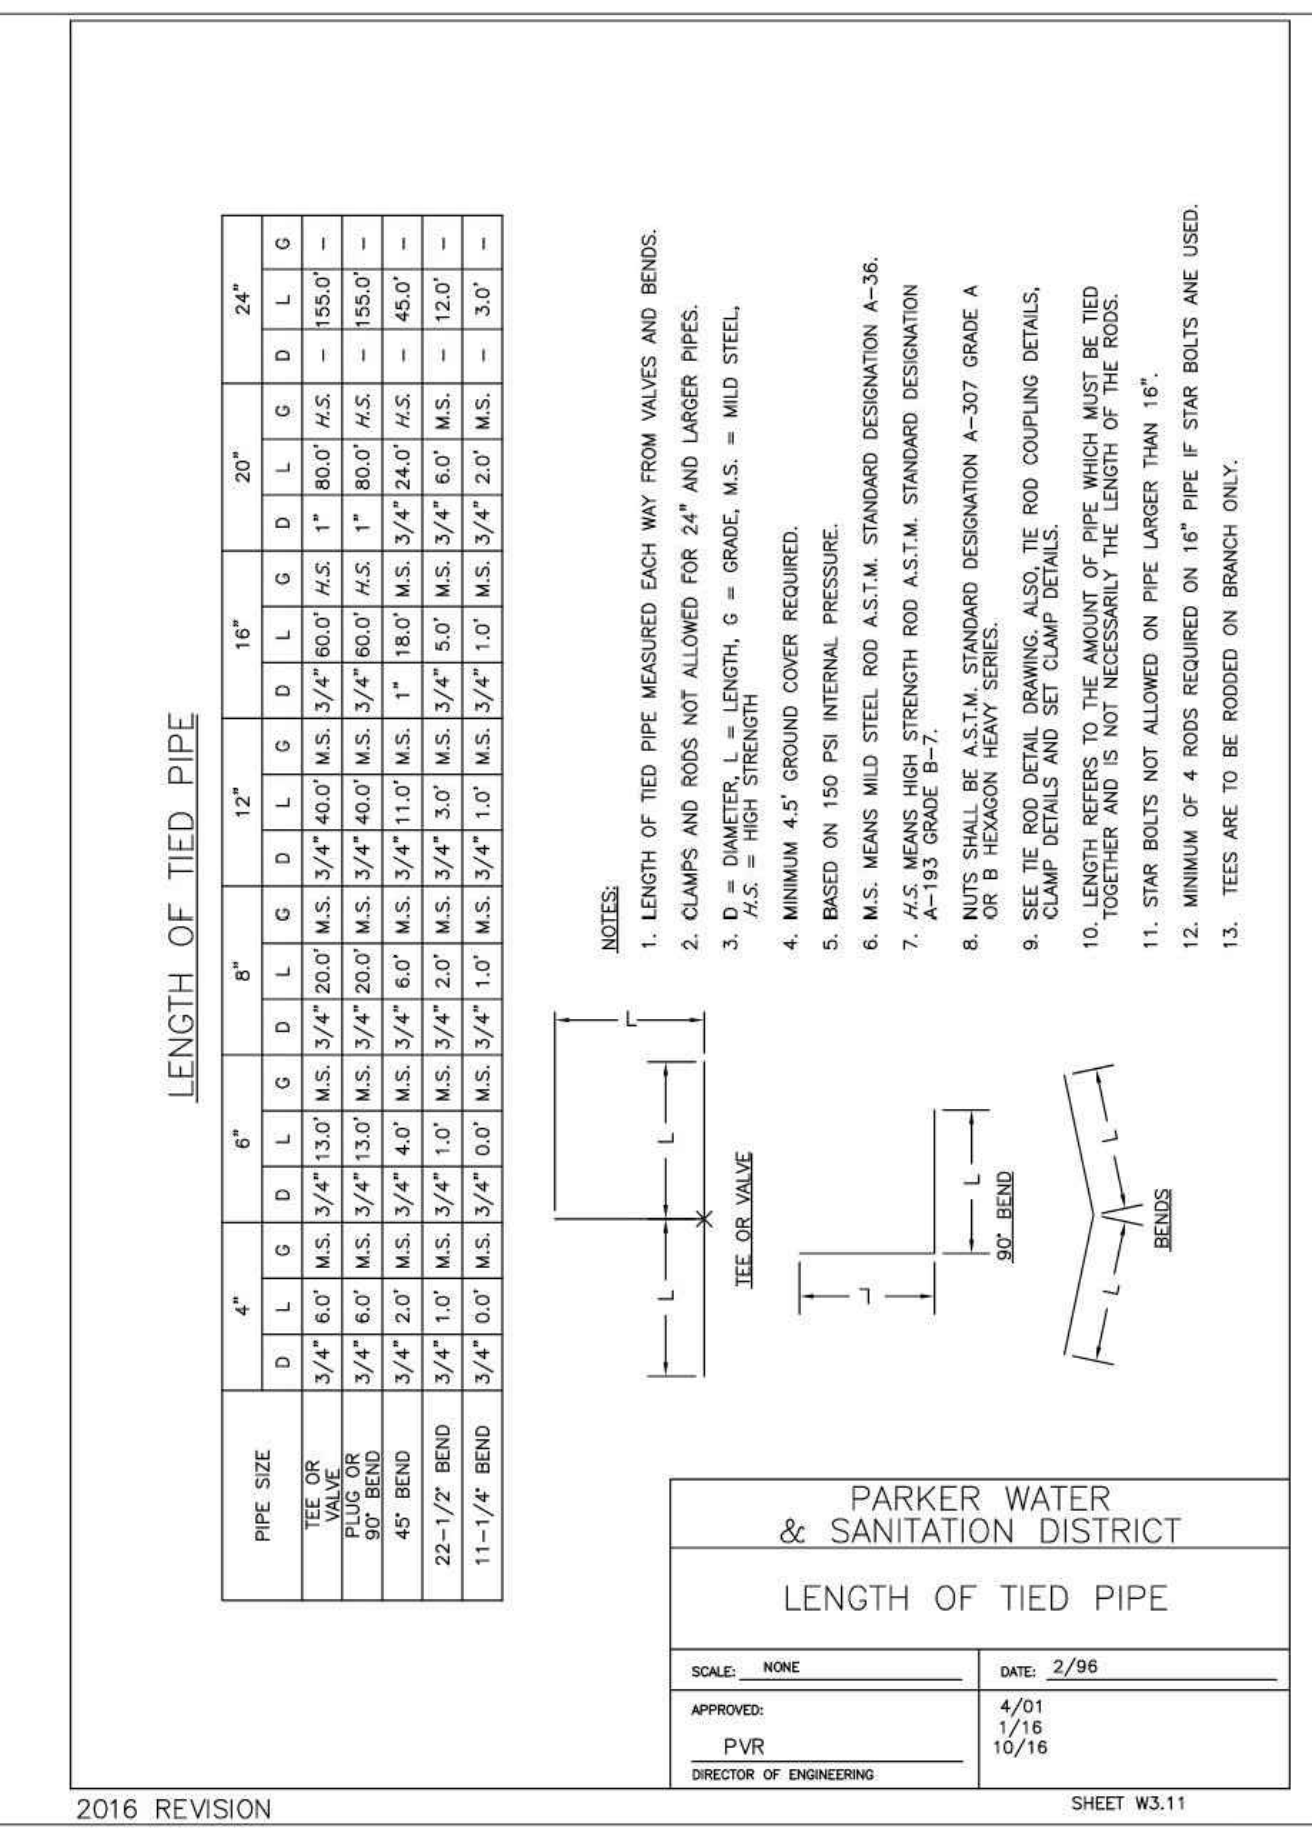 LENGTH OF TIED PIPE
PIPE SIZE 4" 6" 8" 12" 16" 20" 24"
D L G D L G D L G D L G D L G D L G D L G
TEE OR VALVE 3/4" 6.0' M.S. 3/4" 13.0' M.S. 3/4" 20.0' M.S. 3/4" 40.0' M.S. 3/4" 60.0' H.S. 1" 80.0' H.S. – 155.0' –
PLUG OR 90° BEND 3/4" 6.0' M.S. 3/4" 13.0' M.S. 3/4" 20.0' M.S. 3/4" 40.0' M.S. 3/4" 60.0' H.S. 1" 80.0' H.S. – 155.0' –
45° BEND 3/4" 2.0' M.S. 3/4" 4.0' M.S. 3/4" 6.0' M.S. 3/4" 11.0' M.S. 1" 18.0' M.S. 3/4" 24.0' H.S. – 45.0' –
22–1/2° BEND 3/4" 1.0' M.S. 3/4" 1.0' M.S. 3/4" 2.0' M.S. 3/4" 3.0' M.S. 3/4" 5.0' M.S. 3/4" 6.0' M.S. – 12.0' –
11–1/4° BEND 3/4" 0.0' M.S. 3/4" 0.0' M.S. 3/4" 1.0' M.S. 3/4" 1.0' M.S. 3/4" 1.0' M.S. 3/4" 2.0' M.S. – 3.0' –
L
L
L
TEE OR VALVE
L
L
90° BEND
L
L
BENDS
NOTES:
1. LENGTH OF TIED PIPE MEASURED EACH WAY FROM VALVES AND BENDS.
2. CLAMPS AND RODS NOT ALLOWED FOR 24" AND LARGER PIPES.
3. D = DIAMETER, L = LENGTH, G = GRADE, M.S. = MILD STEEL,
H.S. = HIGH STRENGTH
4. MINIMUM 4.5' GROUND COVER REQUIRED.
5. BASED ON 150 PSI INTERNAL PRESSURE.
6. M.S. MEANS MILD STEEL ROD A.S.T.M. STANDARD DESIGNATION A–36.
7. H.S. MEANS HIGH STRENGTH ROD A.S.T.M. STANDARD DESIGNATION
A–193 GRADE B–7.
8. NUTS SHALL BE A.S.T.M. STANDARD DESIGNATION A–307 GRADE A
OR B HEXAGON HEAVY SERIES.
9. SEE TIE ROD DETAIL DRAWING. ALSO, TIE ROD COUPLING DETAILS,
CLAMP DETAILS AND SET CLAMP DETAILS.
10. LENGTH REFERS TO THE AMOUNT OF PIPE WHICH MUST BE TIED
TOGETHER AND IS NOT NECESSARILY THE LENGTH OF THE RODS.
11. STAR BOLTS NOT ALLOWED ON PIPE LARGER THAN 16".
12. MINIMUM OF 4 RODS REQUIRED ON 16" PIPE IF STAR BOLTS ANE USED.
13. TEES ARE TO BE RODDED ON BRANCH ONLY.
PARKER WATER
& SANITATION DISTRICT
LENGTH OF TIED PIPE
SCALE: NONE DATE: 2/96
APPROVED: 4/01
1/16
PVR 10/16
DIRECTOR OF ENGINEERING
2016 REVISION SHEET W3.11